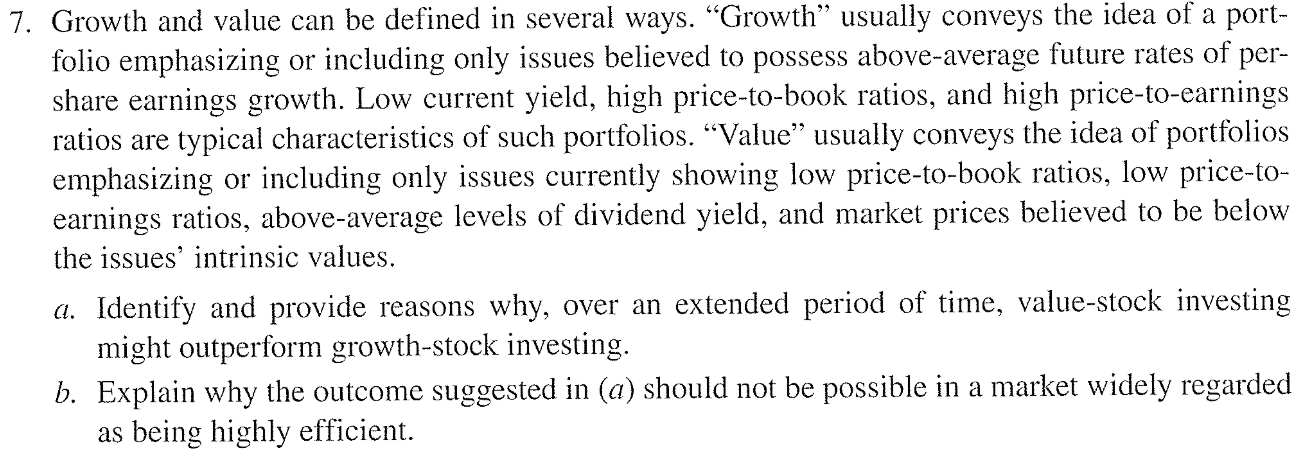 7. Growth and value can be defined in several ways. “Growth” usually conveys the idea of a port-
folio emphasizing or including only issues believed to possess above-average future rates of per-
share earnings growth. Low current yield, high price-to-book ratios, and high price-to-earnings
ratios are typical characteristics of such portfolios. “Value” usually conveys the idea of portfolios
emphasizing or including only issues currently showing low price-to-book ratios, low price-to-
earnings ratios, above-average levels of dividend yield, and market prices believed to be below
the issues’ intrinsic values.
a. Identify and provide reasons why, over an extended period of time, value-stock investing
might outperform growth-stock investing.
b. Explain why the outcome suggested in (a) should not be possible in a market widely regarded
as being highly efficient.